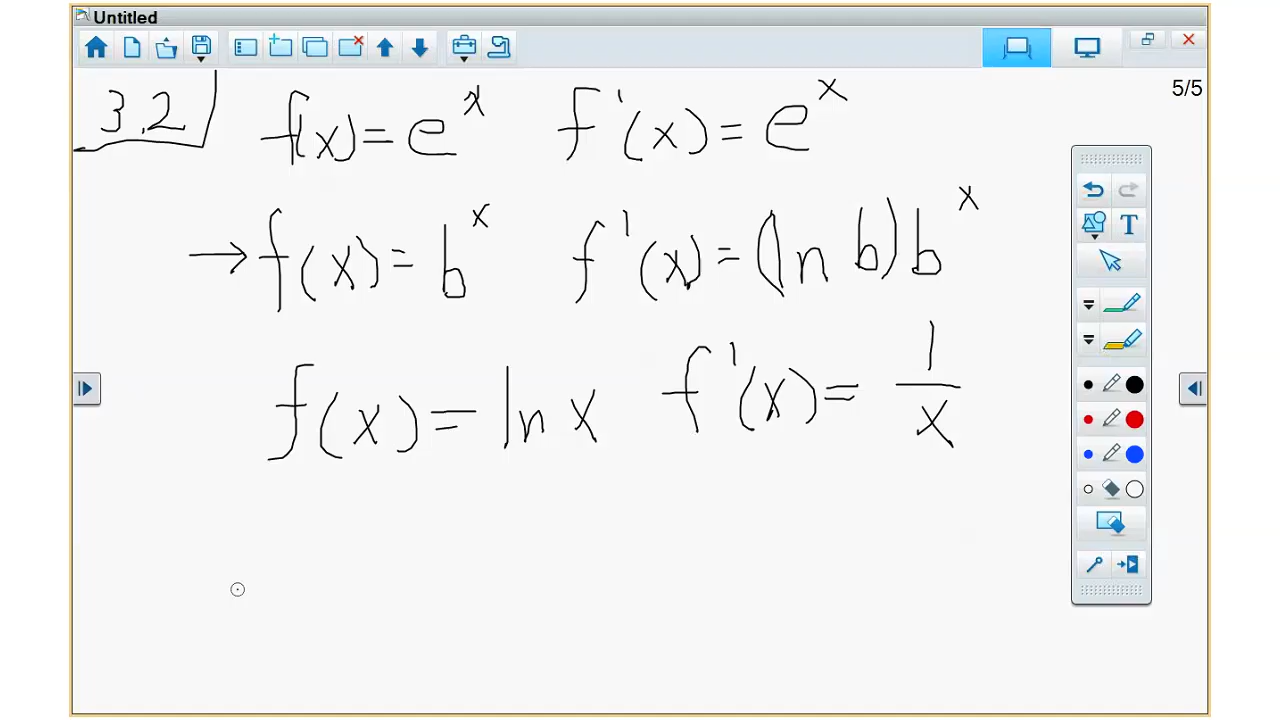 Untitled
5/5
3.2 f(x) = e^x f'(x) = e^x
→ f(x) = b^x f'(x) = (ln b) b^x
f(x) = ln x f'(x) = 1/x
T